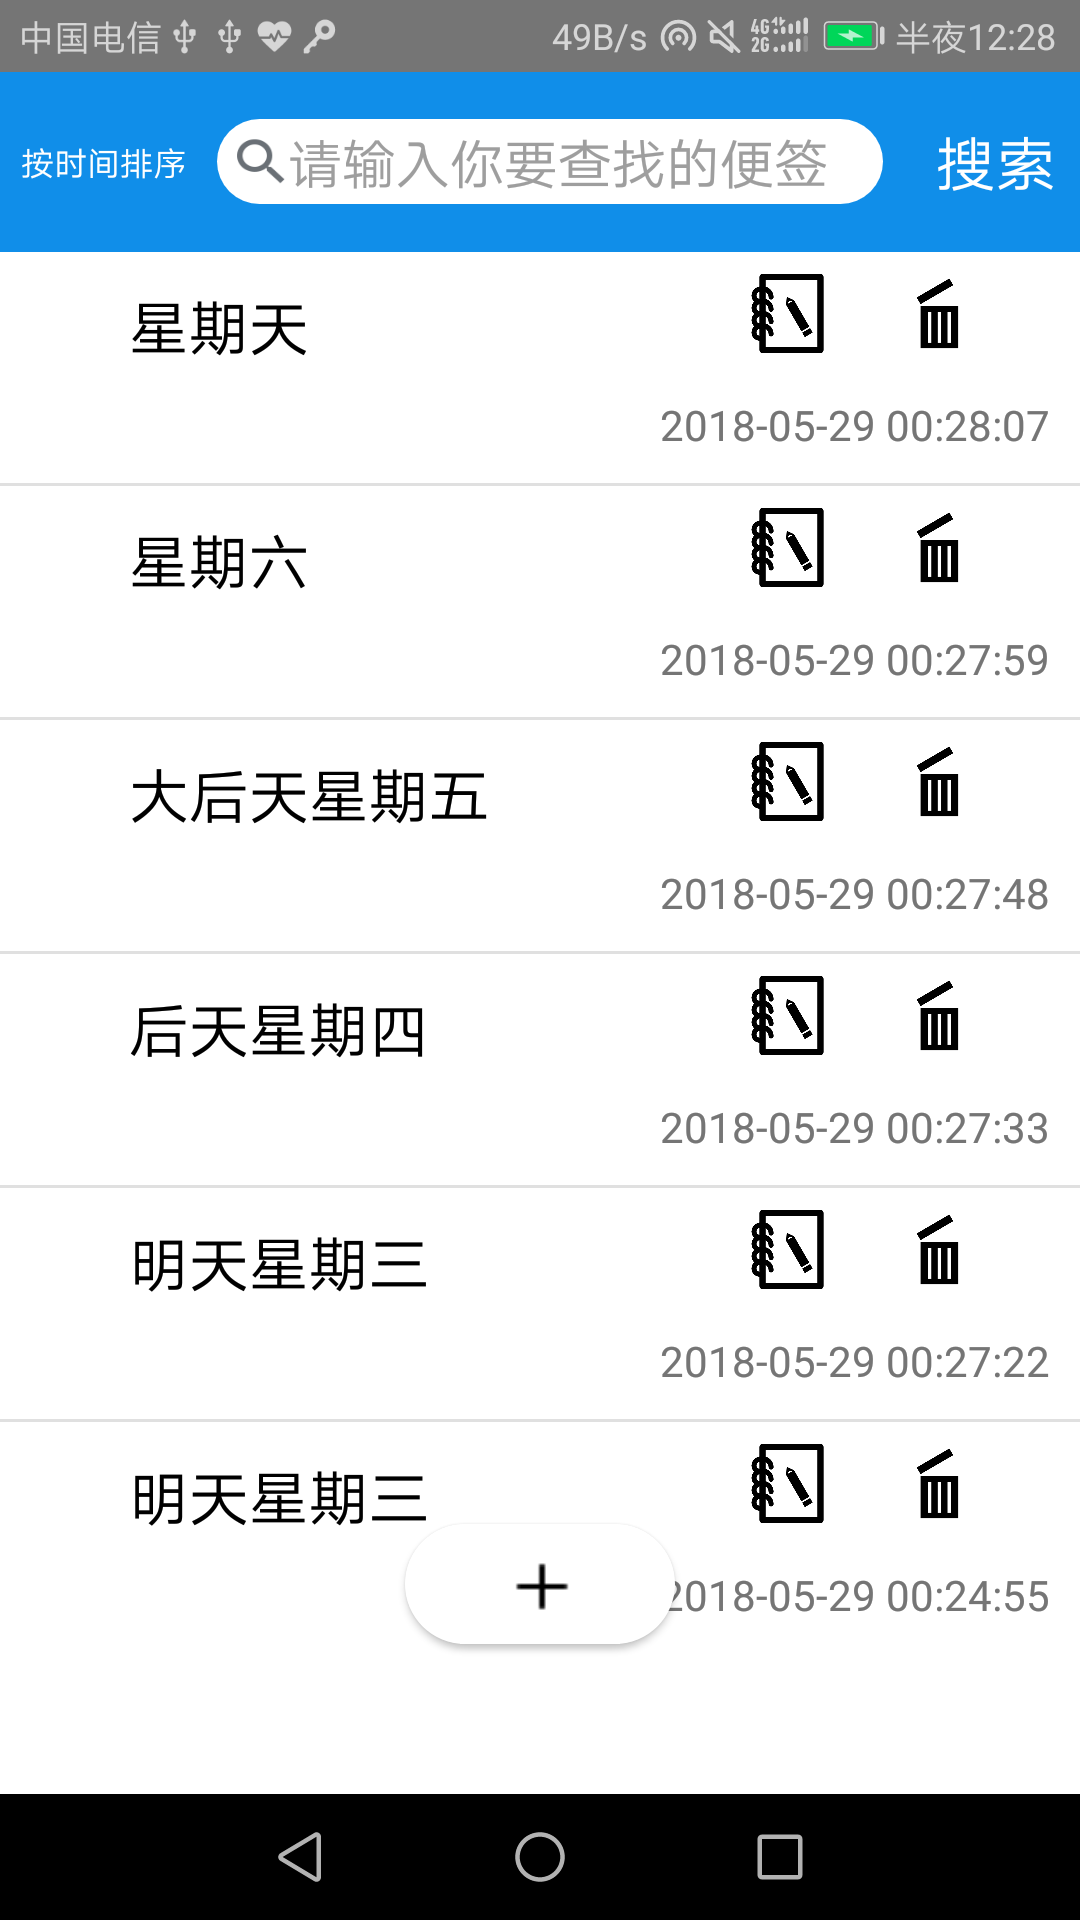 中国电信 49B/s 4G 2G 半夜12:28
按时间排序 请输入你要查找的便签 搜索
星期天
2018-05-29 00:28:07
星期六
2018-05-29 00:27:59
大后天星期五
2018-05-29 00:27:48
后天星期四
2018-05-29 00:27:33
明天星期三
2018-05-29 00:27:22
明天星期三
2018-05-29 00:24:55